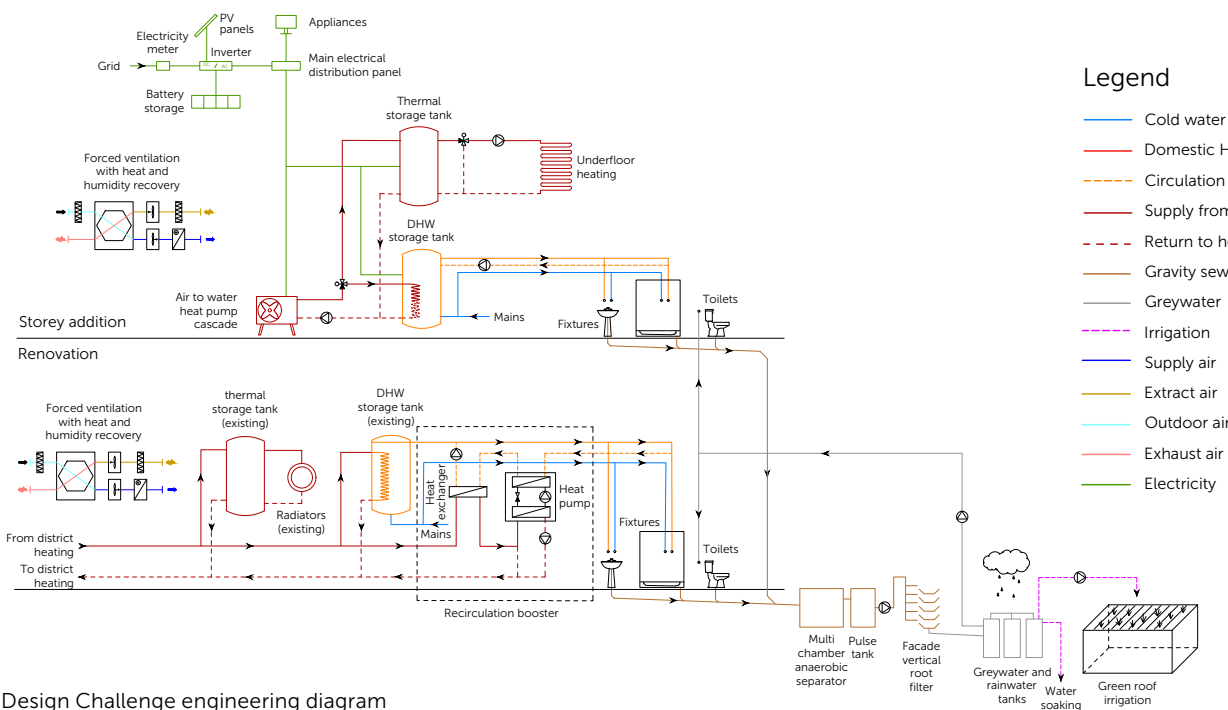 PV
panels
Appliances
Electricity
meter
Inverter
Grid
DC / AC
Main electrical
distribution panel
Battery
storage
Thermal
storage tank
Forced ventilation
with heat and
humidity recovery
Underfloor
heating
DHW
storage tank
Air to water
heat pump
cascade
Mains
Fixtures
Toilets
Storey addition
Renovation
Forced ventilation
with heat and
humidity recovery
thermal
storage tank
(existing)
DHW
storage tank
(existing)
Radiators
(existing)
Heat
exchanger
Heat
pump
Mains
Fixtures
Toilets
From district
heating
To district
heating
Recirculation booster
Multi
chamber
anaerobic
separator
Pulse
tank
Facade
vertical
root
filter
Greywater and
rainwater
tanks
Water
soaking
Green roof
irrigation
Legend
Cold water
Domestic H
Circulation
Supply from
Return to h
Gravity sew
Greywater
Irrigation
Supply air
Extract air
Outdoor air
Exhaust air
Electricity
Design Challenge engineering diagram